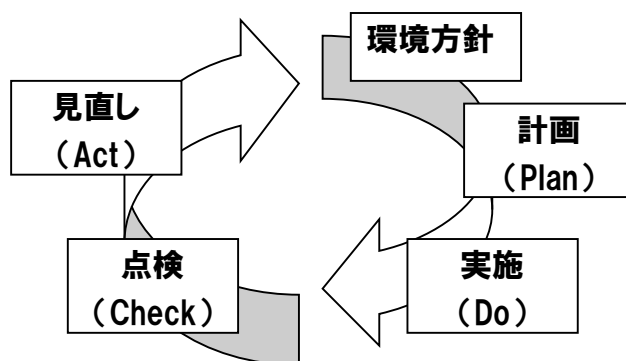 環境方針
計画
（Plan）
実施
（Do）
点検
（Check）
見直し
（Act）